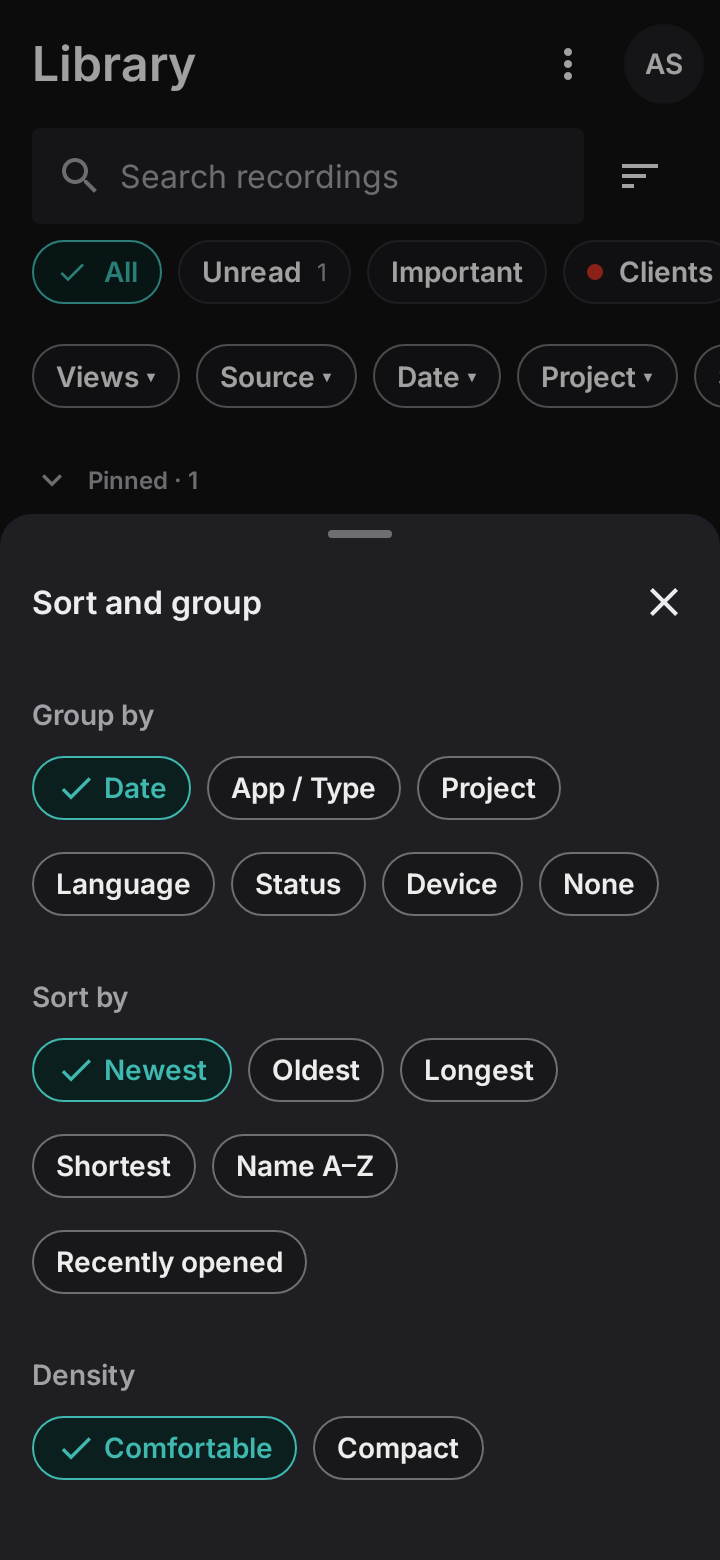 Library
AS
Search recordings
All
Unread 1
Important
Clients
Views ▾
Source ▾
Date ▾
Project ▾
Pinned · 1
Sort and group
Group by
Date
App / Type
Project
Language
Status
Device
None
Sort by
Newest
Oldest
Longest
Shortest
Name A–Z
Recently opened
Density
Comfortable
Compact